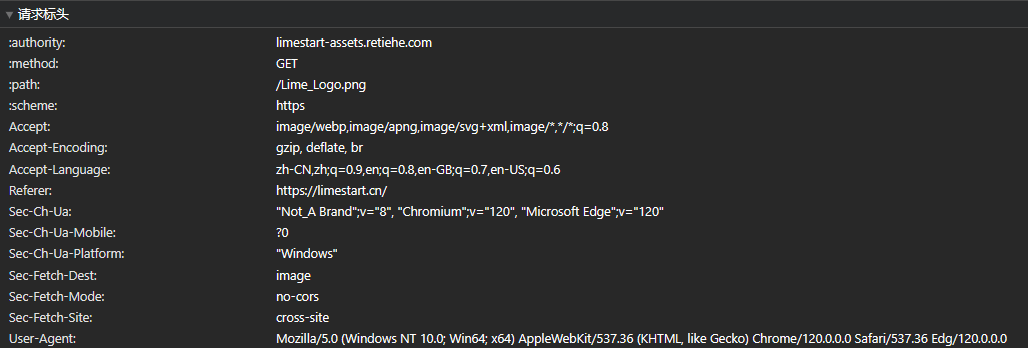 请求标头
:authority: limestart-assets.retiehe.com
:method: GET
:path: /Lime_Logo.png
:scheme: https
Accept: image/webp,image/apng,image/svg+xml,image/*,*/*;q=0.8
Accept-Encoding: gzip, deflate, br
Accept-Language: zh-CN,zh;q=0.9,en;q=0.8,en-GB;q=0.7,en-US;q=0.6
Referer: https://limestart.cn/
Sec-Ch-Ua: "Not_A Brand";v="8", "Chromium";v="120", "Microsoft Edge";v="120"
Sec-Ch-Ua-Mobile: ?0
Sec-Ch-Ua-Platform: "Windows"
Sec-Fetch-Dest: image
Sec-Fetch-Mode: no-cors
Sec-Fetch-Site: cross-site
User-Agent: Mozilla/5.0 (Windows NT 10.0; Win64; x64) AppleWebKit/537.36 (KHTML, like Gecko) Chrome/120.0.0.0 Safari/537.36 Edg/120.0.0.0